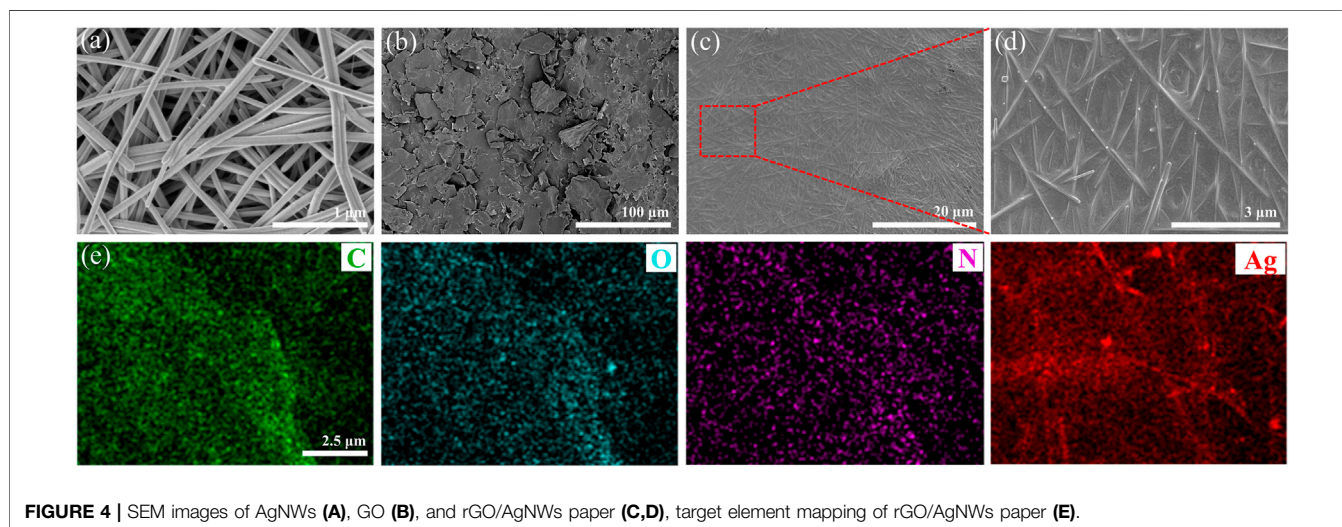 (a) (b) (c) (d)
1 μm 100 μm 20 μm 3 μm
(e) C O N Ag
2.5 μm
FIGURE 4 | SEM images of AgNWs (A), GO (B), and rGO/AgNWs paper (C,D), target element mapping of rGO/AgNWs paper (E).